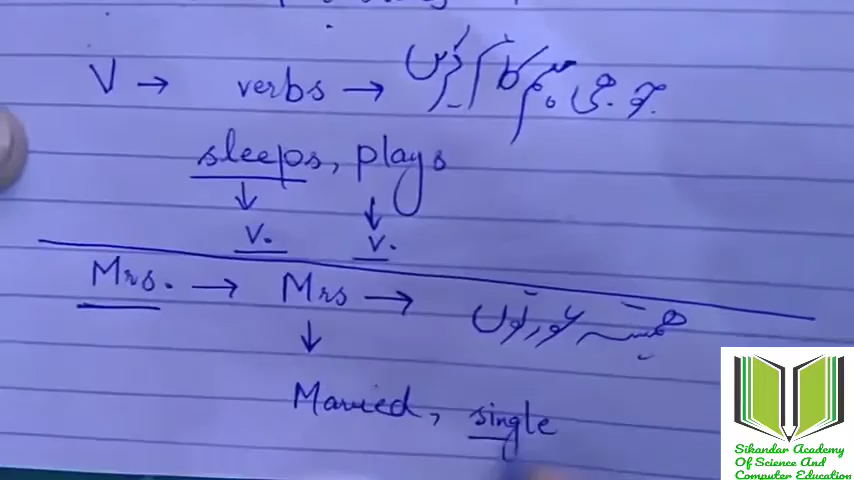 V → verbs → جو بھی ہم کام کریں
sleeps, plays
↓ ↓
v. v.
Mrs. → Mrs → ہمیشہ عورتوں
↓
Married, single
Sikandar Academy
Of Science And
Computer Education